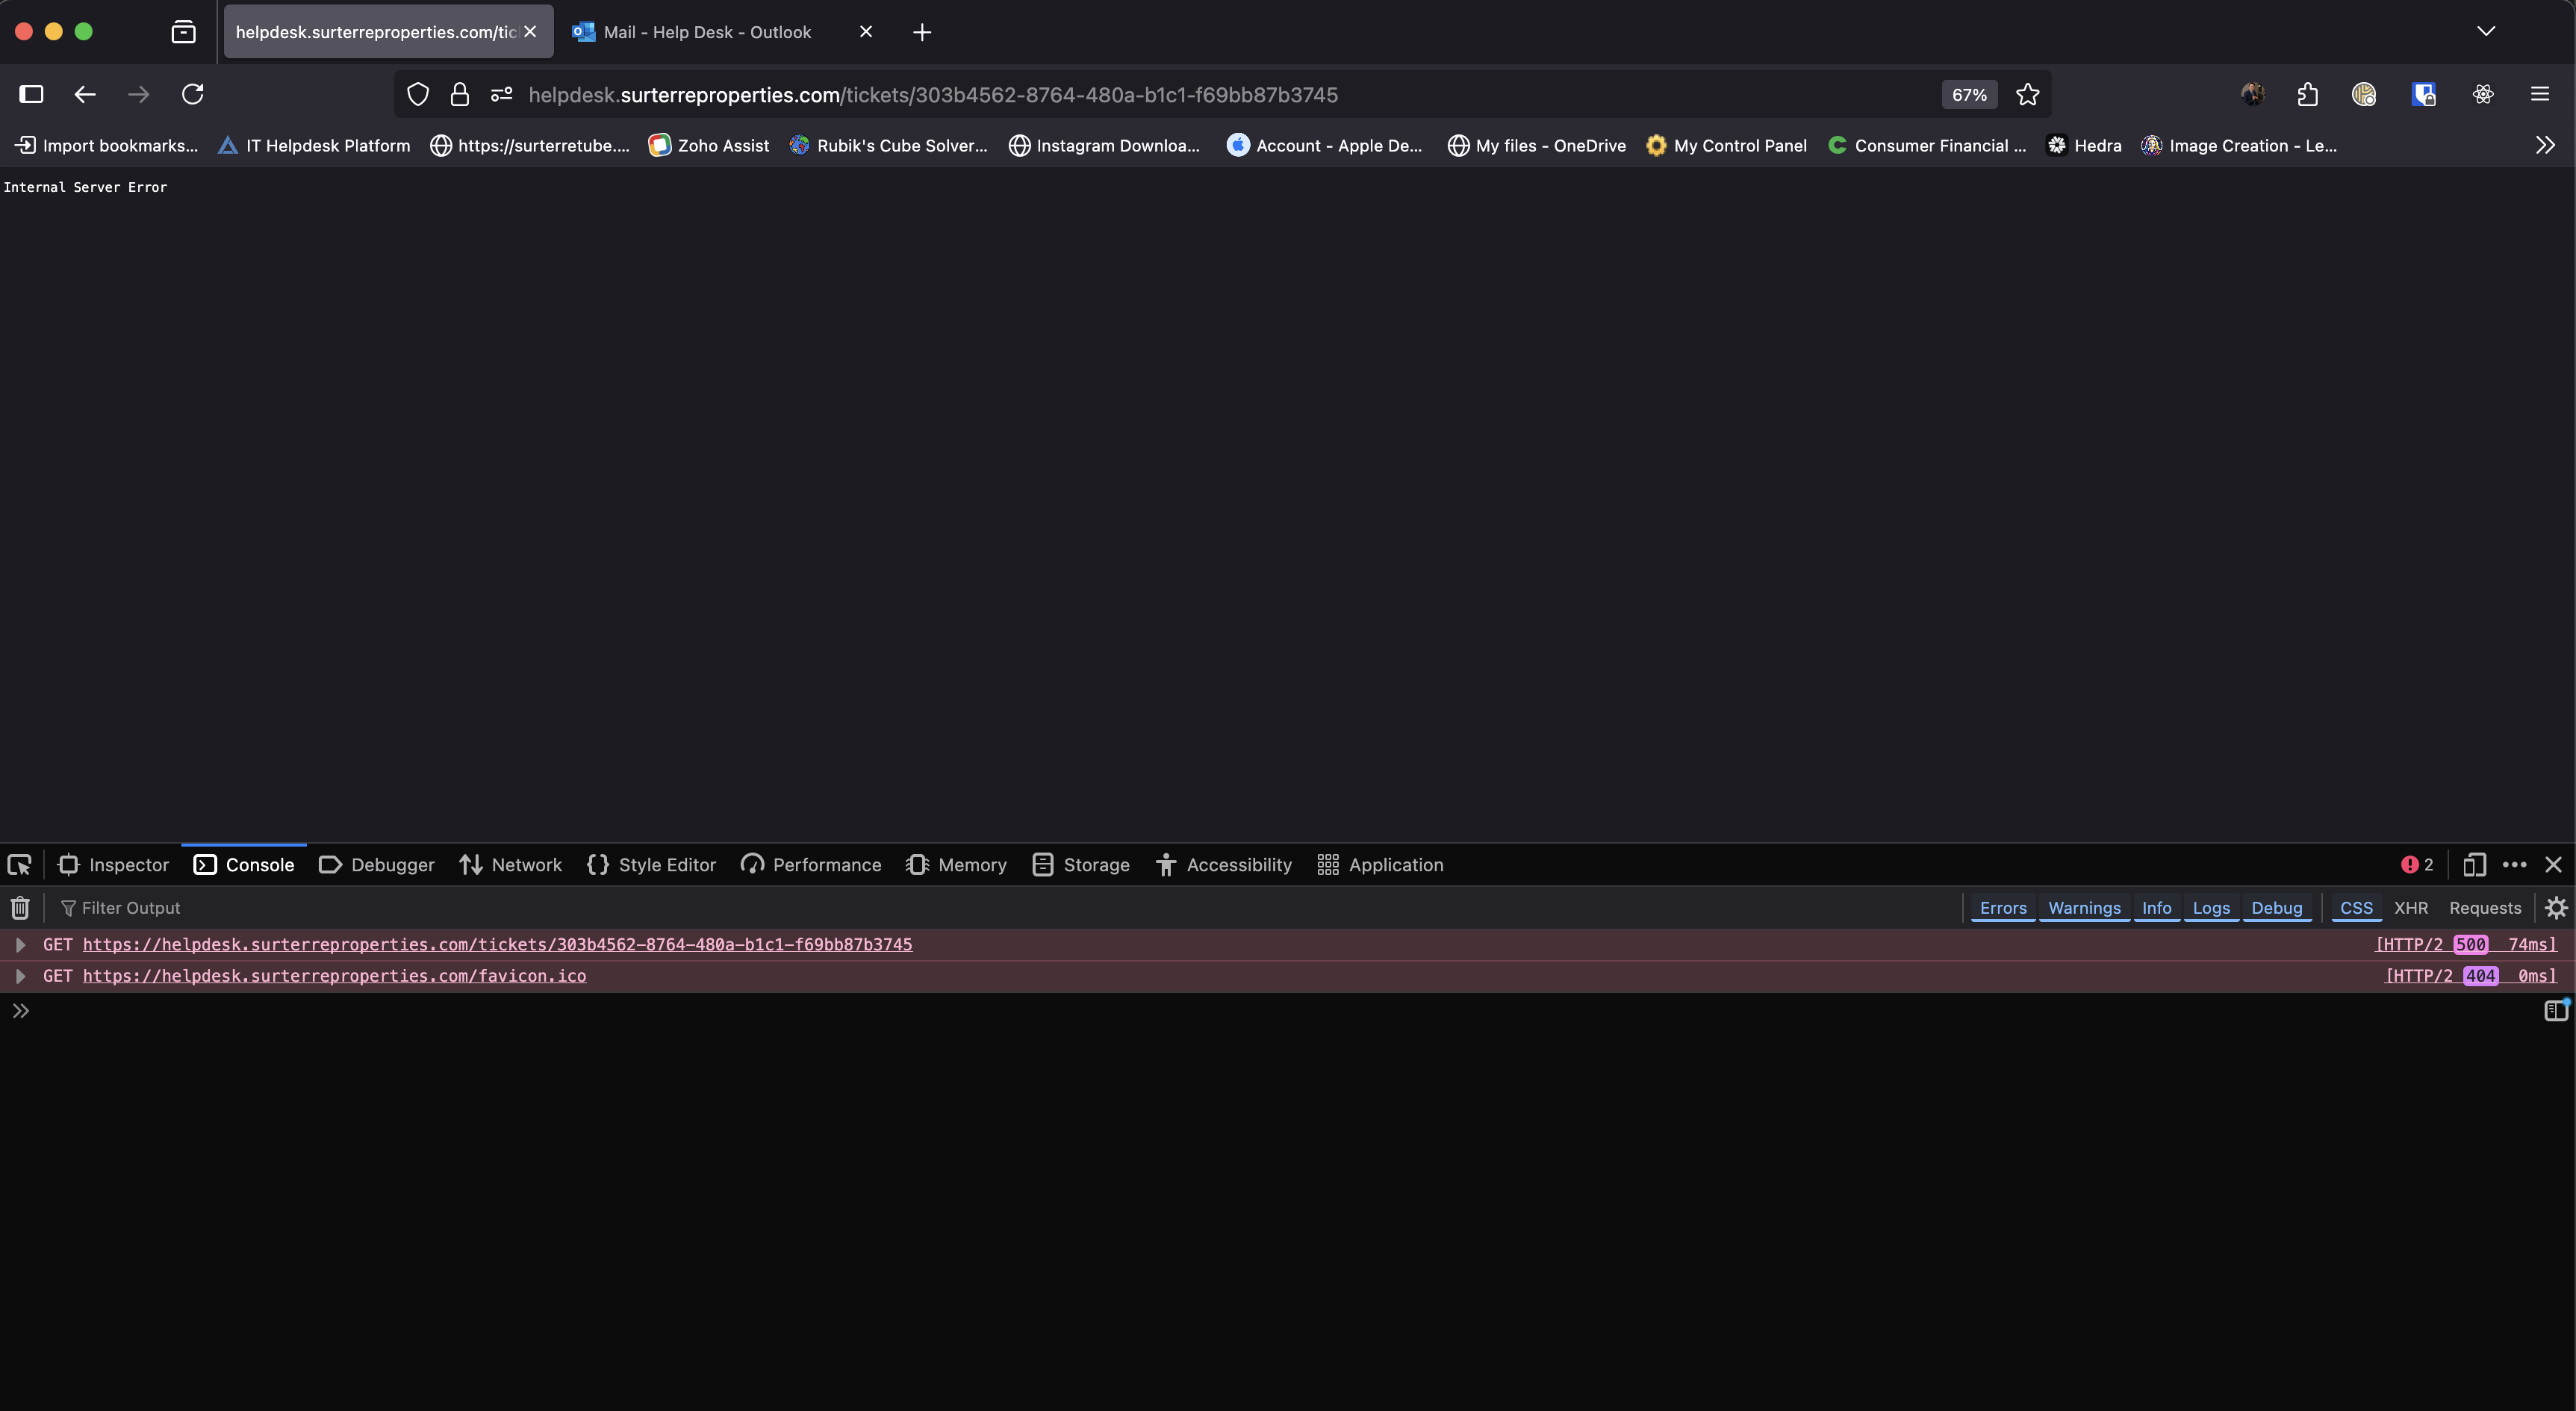 helpdesk.surterreproperties.com/tic
Mail - Help Desk - Outlook
helpdesk.surterreproperties.com/tickets/303b4562-8764-480a-b1c1-f69bb87b3745
67%
Import bookmarks...
IT Helpdesk Platform
https://surterretube....
Zoho Assist
Rubik's Cube Solver...
Instagram Downloa...
Account - Apple De...
My files - OneDrive
My Control Panel
Consumer Financial ...
Hedra
Image Creation - Le...
Internal Server Error
Inspector
Console
Debugger
Network
Style Editor
Performance
Memory
Storage
Accessibility
Application
2
Filter Output
Errors
Warnings
Info
Logs
Debug
CSS
XHR
Requests
GET https://helpdesk.surterreproperties.com/tickets/303b4562-8764-480a-b1c1-f69bb87b3745 [HTTP/2 500 74ms]
GET https://helpdesk.surterreproperties.com/favicon.ico [HTTP/2 404 0ms]